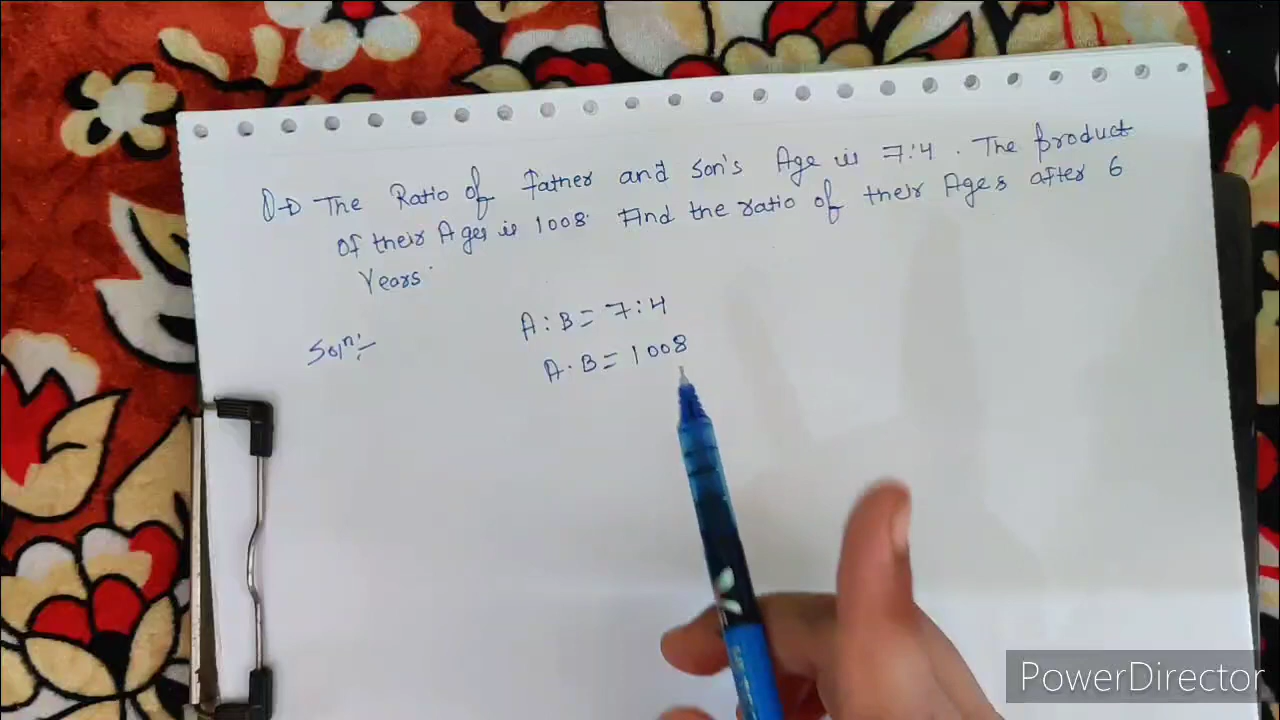 Q→ The Ratio of Father and Son's Age is 7:4. The product
of their Ages is 1008. Find the ratio of their Ages after 6
Years.
A:B = 7:4
Soln:-
A·B = 1008
PowerDirector